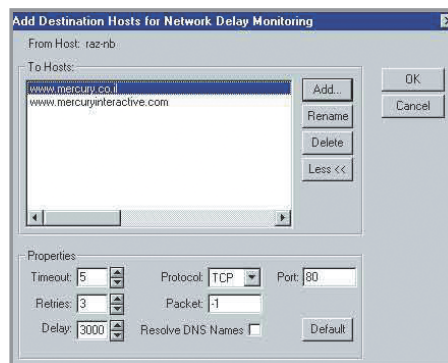 Add Destination Hosts for Network Delay Monitoring
From Host: raz-nb
To Hosts:
www.mercury.co.il
www.mercuryinteractive.com
Add...
Rename
Delete
Less <<
OK
Cancel
Properties
Timeout: 5 Protocol: TCP Port: 80
Retries: 3 Packet: -1
Delay: 3000 Resolve DNS Names Default